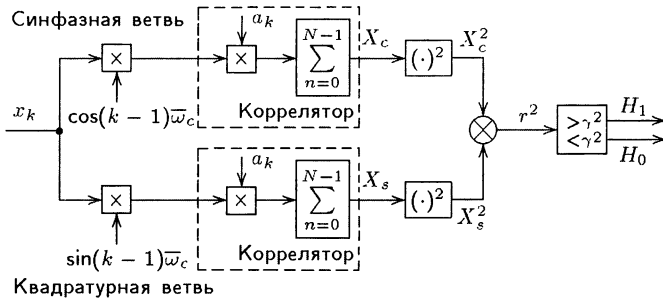 Синфазная ветвь
a_k
N−1
X_c
X_c^2
×
×
∑
(·)^2
n=0
x_k
cos(k − 1)ω̅_c
Коррелятор
r^2
>γ^2
<γ^2
H_1
H_0
a_k
N−1
X_s
×
×
∑
(·)^2
n=0
X_s^2
sin(k − 1)ω̅_c
Коррелятор
Квадратурная ветвь